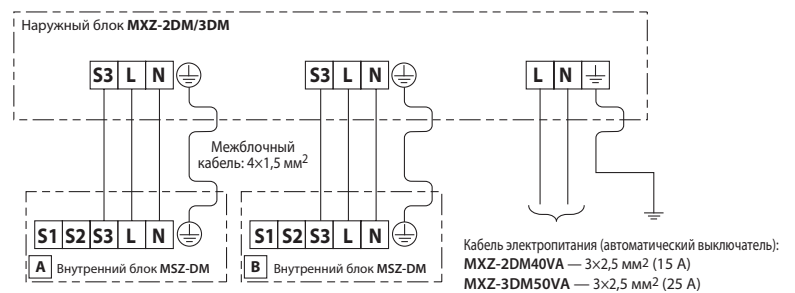 Наружный блок MXZ-2DM/3DM
S3 L N
S3 L N
L N
Межблочный
кабель: 4×1,5 мм²
S1 S2 S3 L N
S1 S2 S3 L N
A Внутренний блок MSZ-DM
B Внутренний блок MSZ-DM
Кабель электропитания (автоматический выключатель):
MXZ-2DM40VA — 3×2,5 мм² (15 А)
MXZ-3DM50VA — 3×2,5 мм² (25 А)